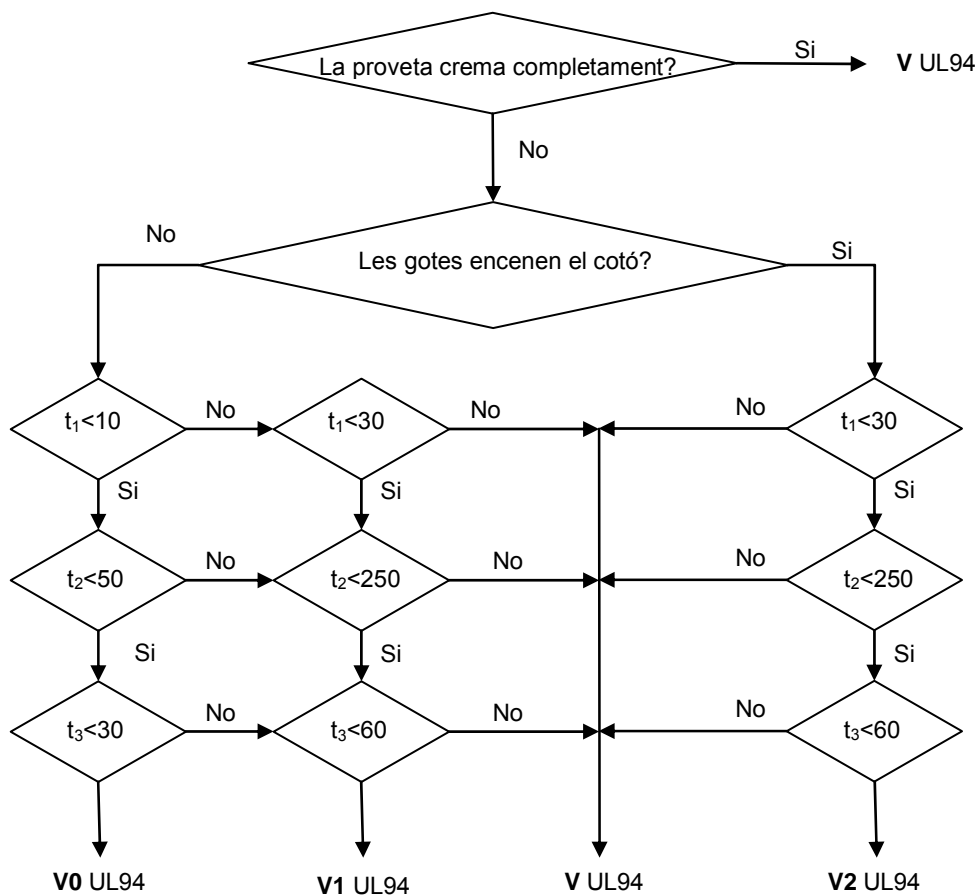 La proveta crema completament?
Si
V UL94
No
Les gotes encenen el cotó?
No
Si
t₁<10
No
t₁<30
No
No
t₁<30
Si
Si
Si
t₂<50
No
t₂<250
No
No
t₂<250
Si
Si
Si
t₃<30
No
t₃<60
No
No
t₃<60
V0 UL94
V1 UL94
V UL94
V2 UL94